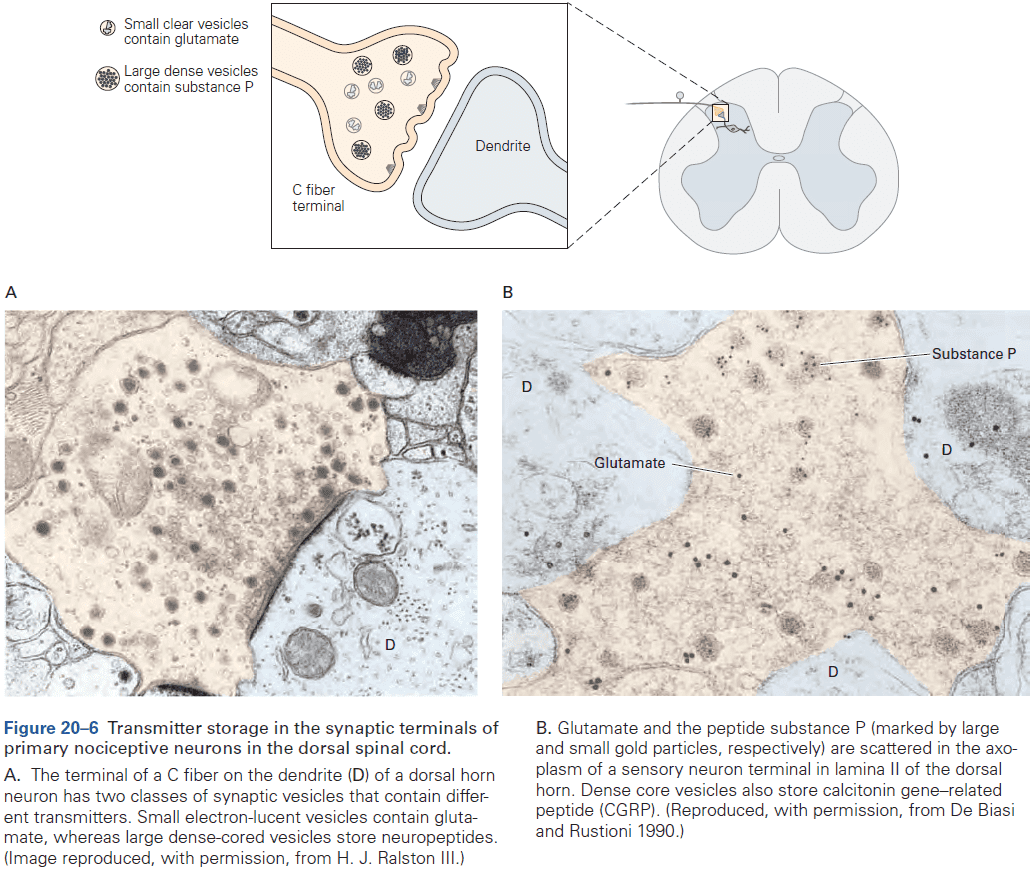 Small clear vesicles
contain glutamate
Large dense vesicles
contain substance P
C fiber
terminal
Dendrite
A
B
D
D
Substance P
D
Glutamate
D
Figure 20–6 Transmitter storage in the synaptic terminals of
primary nociceptive neurons in the dorsal spinal cord.
A. The terminal of a C fiber on the dendrite (D) of a dorsal horn
neuron has two classes of synaptic vesicles that contain differ-
ent transmitters. Small electron-lucent vesicles contain gluta-
mate, whereas large dense-cored vesicles store neuropeptides.
(Image reproduced, with permission, from H. J. Ralston III.)
B. Glutamate and the peptide substance P (marked by large
and small gold particles, respectively) are scattered in the axo-
plasm of a sensory neuron terminal in lamina II of the dorsal
horn. Dense core vesicles also store calcitonin gene–related
peptide (CGRP). (Reproduced, with permission, from De Biasi
and Rustioni 1990.)